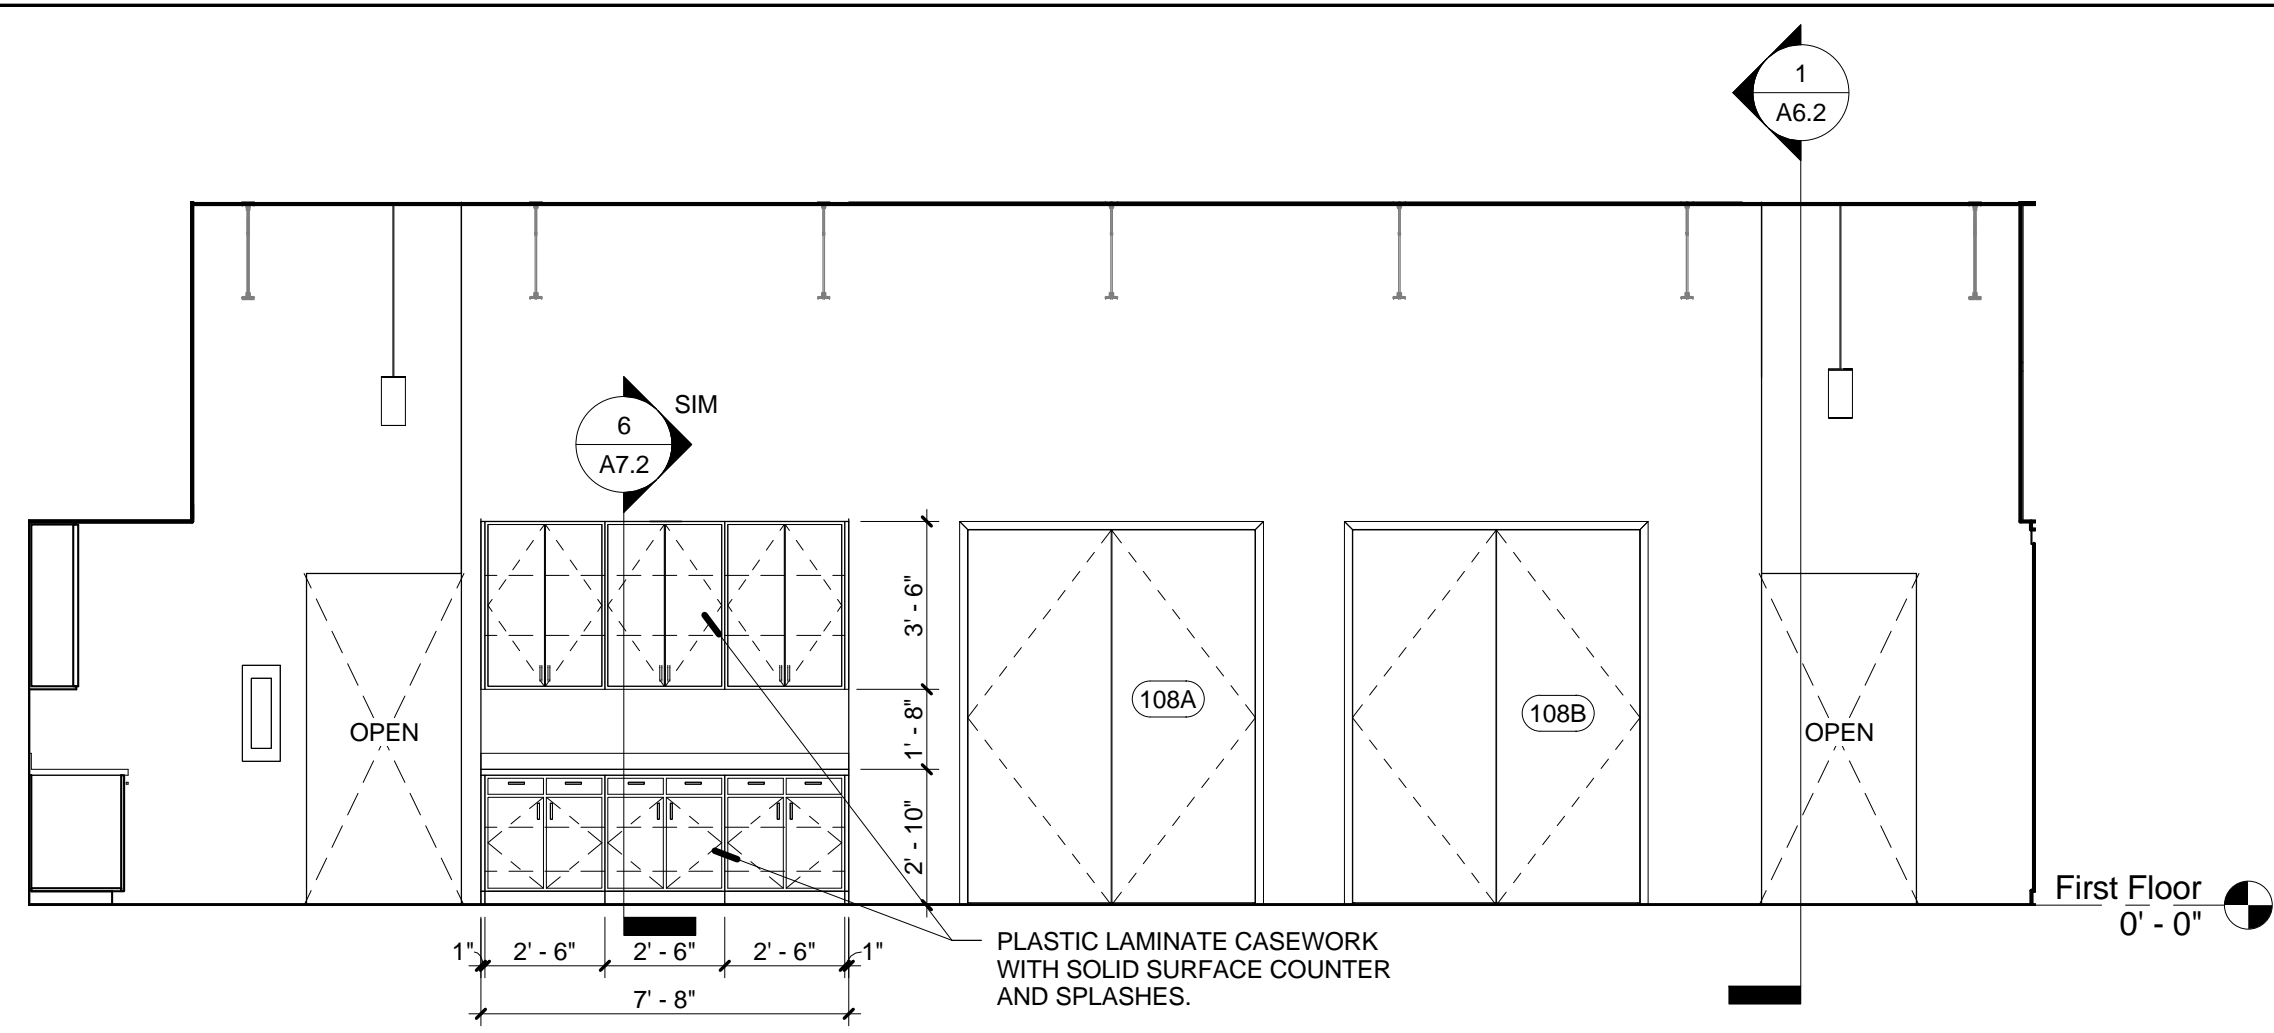 1
A6.2
SIM
6
A7.2
3' - 6"
1' - 8"
2' - 10"
OPEN
108A
108B
OPEN
First Floor
0' - 0"
1"
2' - 6"
2' - 6"
2' - 6"
1"
7' - 8"
PLASTIC LAMINATE CASEWORK
WITH SOLID SURFACE COUNTER
AND SPLASHES.